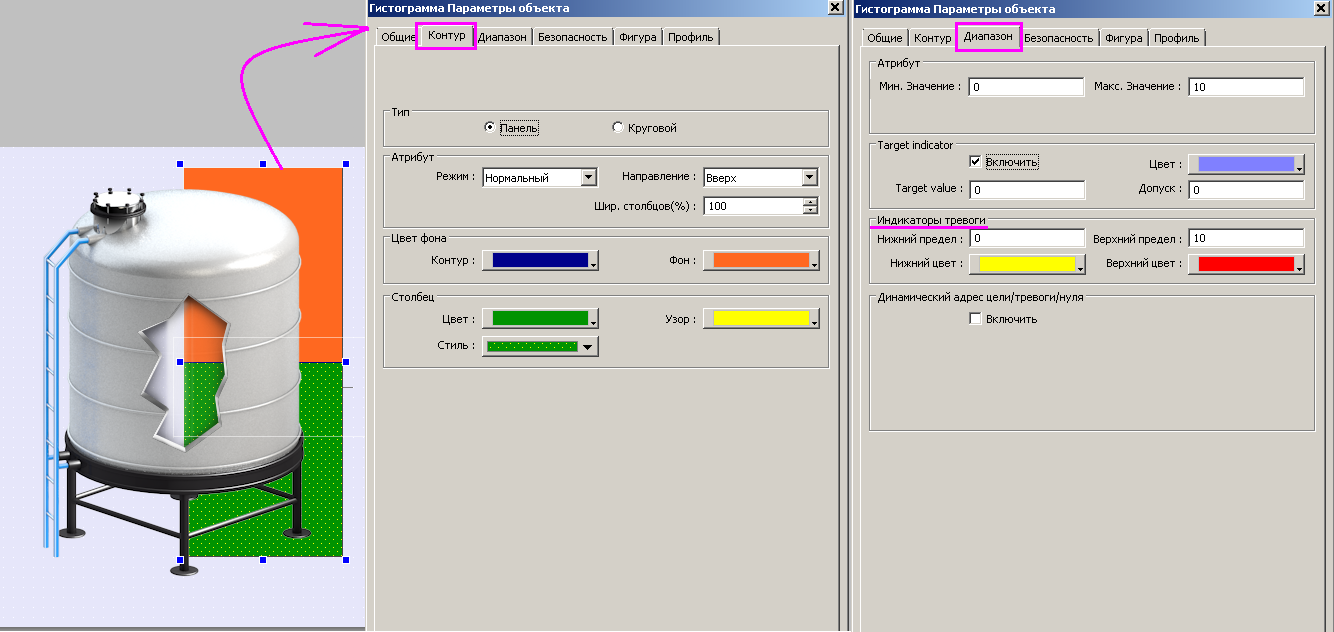 Гистограмма Параметры объекта
Общие Контур Диапазон Безопасность Фигура Профиль
Тип
Панель Круговой
Атрибут
Режим : Нормальный Направление : Вверх
Шир. столбцов(%) : 100
Цвет фона
Контур : Фон :
Столбец
Цвет : Узор :
Стиль :
Гистограмма Параметры объекта
Общие Контур Диапазон Безопасность Фигура Профиль
Атрибут
Мин. Значение : 0 Макс. Значение : 10
Target indicator
Включить Цвет :
Target value : 0 Допуск : 0
Индикаторы тревоги
Нижний предел : 0 Верхний предел : 10
Нижний цвет : Верхний цвет :
Динамический адрес цели/тревоги/нуля
Включить